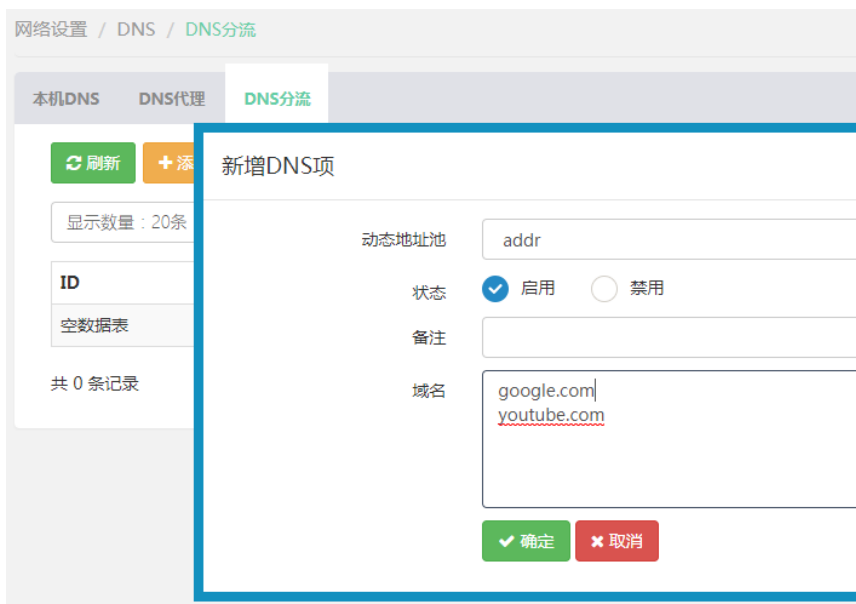 网络设置 / DNS / DNS分流
本机DNS DNS代理 DNS分流
刷新 添
显示数量：20条
ID
空数据表
共 0 条记录
新增DNS项
动态地址池 addr
状态 启用 禁用
备注
域名 google.com
youtube.com
确定 取消